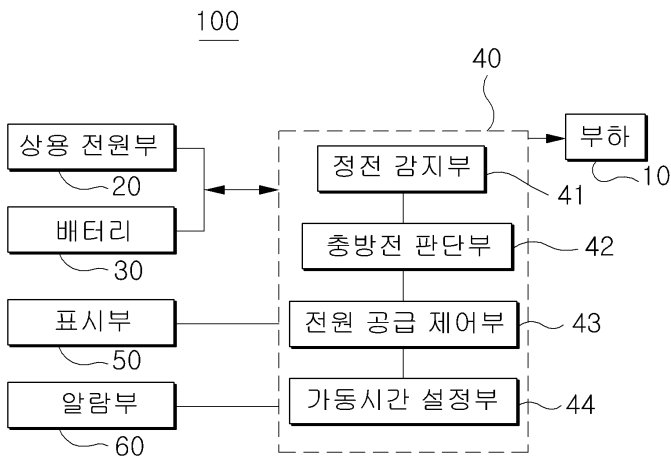 100
40
상용 전원부
20
배터리
30
표시부
50
알람부
60
정전 감지부
41
충방전 판단부
42
전원 공급 제어부
43
가동시간 설정부
44
부하
10